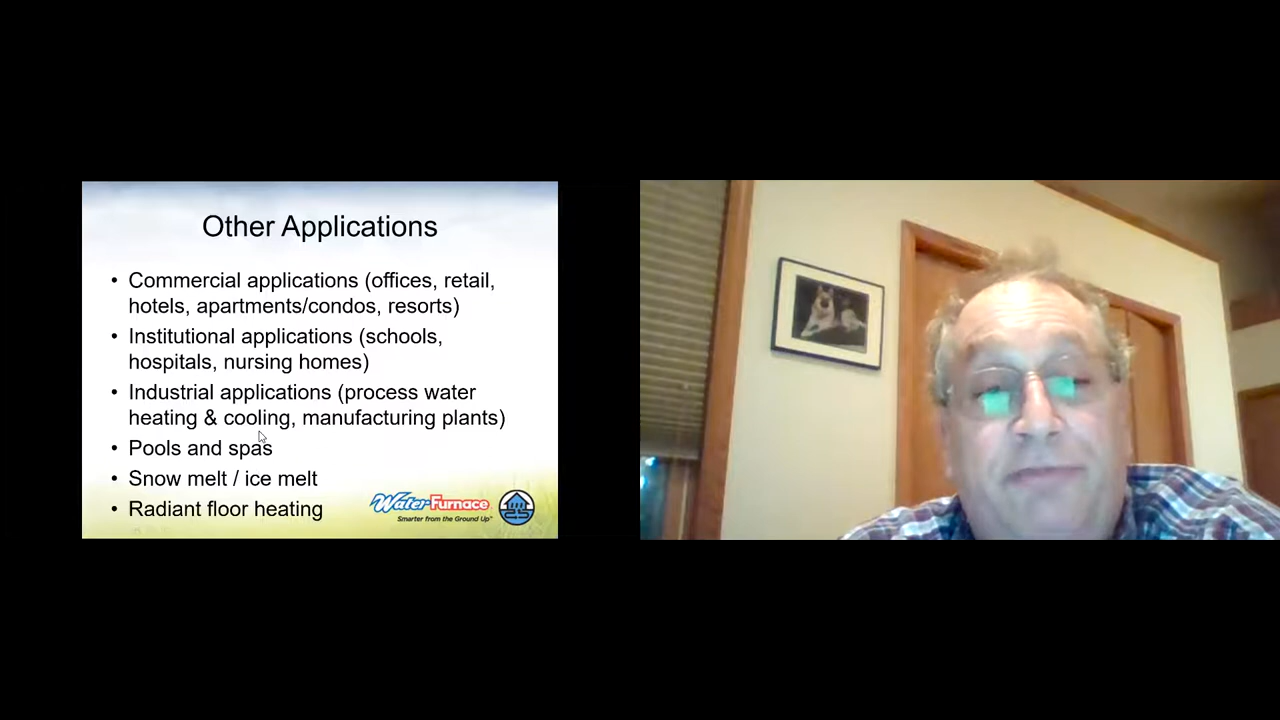 Other Applications
• Commercial applications (offices, retail,
hotels, apartments/condos, resorts)
• Institutional applications (schools,
hospitals, nursing homes)
• Industrial applications (process water
heating & cooling, manufacturing plants)
• Pools and spas
• Snow melt / ice melt
• Radiant floor heating
WaterFurnace
Smarter from the Ground Up™